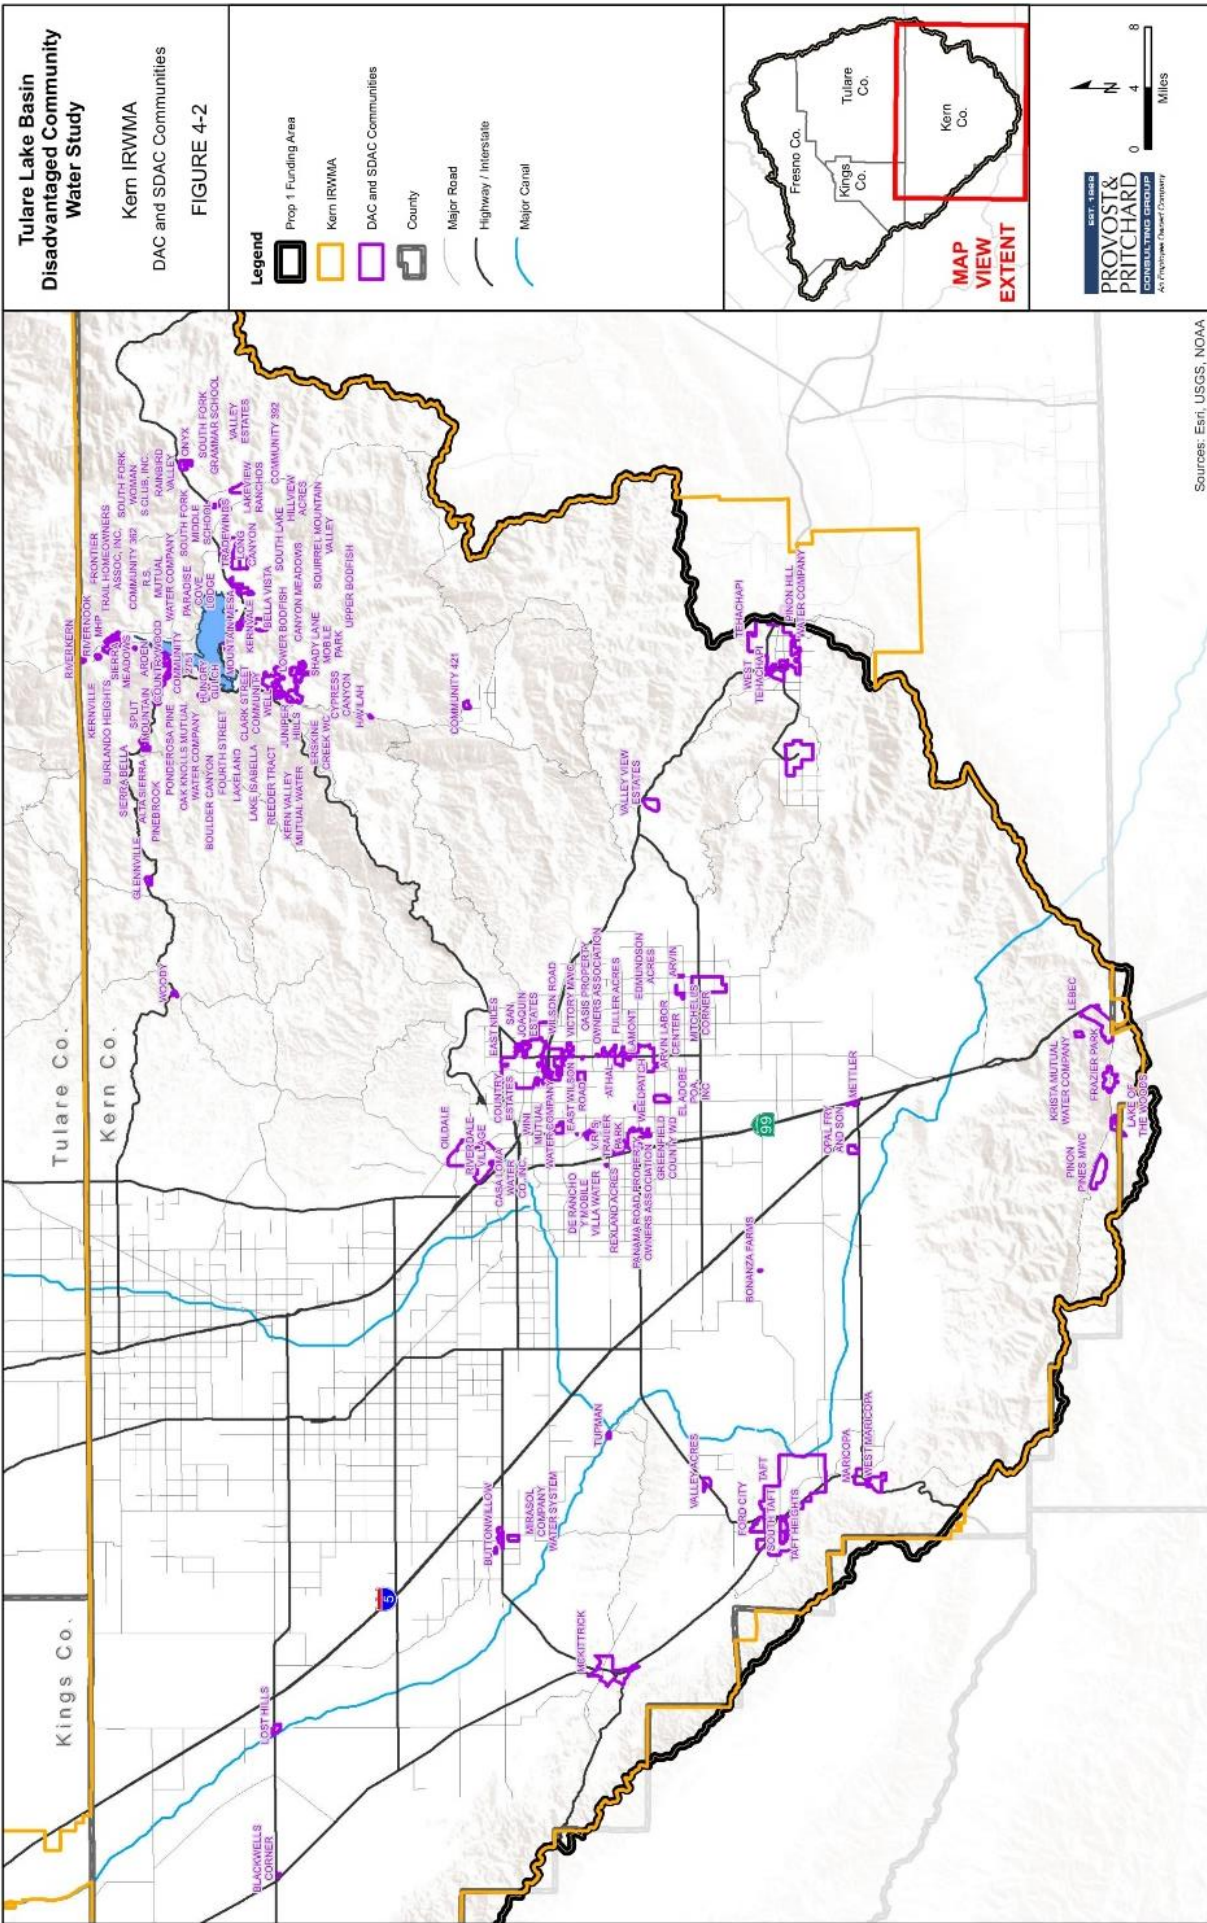 Tulare Lake Basin
Disadvantaged Community
Water Study
Kern IRWMA
DAC and SDAC Communities
FIGURE 4-2
Legend
Prop 1 Funding Area
Kern IRWMA
DAC and SDAC Communities
County
Major Road
Highway / Interstate
Major Canal
Fresno Co.
Kings
Co.
Tulare
Co.
Kern
Co.
MAP
VIEW
EXTENT
EST. 1968
PROVOST&
PRITCHARD
CONSULTING GROUP
An Employee Owned Company
N
0 4 8
Miles
Sources: Esri, USGS, NOAA
Kings Co.
Tulare Co.
Kern Co.
5
99
BLACKWELLS
CORNER
LOST HILLS
MCKITTRICK
BUTTONWILLOW
MIRASOL
COMPANY
WATER SYSTEM
TUPMAN
VALLEY ACRES
FORD CITY
TAFT
SOUTH TAFT
TAFT HEIGHTS
MARICOPA
WEST MARICOPA
BONANZA FARMS
OPAL FRY
AND SON
METTLER
PINON
PINES MWC
LAKE OF
THE WOODS
FRAZIER PARK
KRISTA MUTUAL
WATER COMPANY
LEBEC
OILDALE
RIVERDALE
VILLAGE
CASA LOMA
WATER
CO, INC.
COUNTRY
ESTATES
EAST NILES
SAN
JOAQUIN
ESTATES
WILSON ROAD
VICTORY MWC
OASIS PROPERTY
OWNERS ASSOCIATION
FULLER ACRES
LAMONT
EDMUNDSON
ACRES
ARVIN
MITCHELL'S
CORNER
ARVIN LABOR
CENTER
WINI
MUTUAL
WATER COMPANY
EAST WILSON
ROAD
ATHAL
WEEDPATCH
EL ADOBE
POA,
INC
V.R.'S
TRAILER
PARK
GREENFIELD
COUNTY WD
DE RANCHO
Y MOBILE
VILLA WATER
REXLAND ACRES
PANAMA ROAD PROPERTY
OWNERS ASSOCIATION
WOODY
GLENNVILLE
VALLEY VIEW
ESTATES
WEST
TEHACHAPI
TEHACHAPI
PINON HILL
WATER COMPANY
COMMUNITY 421
RIVERKERN
RIVERNOOK
MHP
KERNVILLE
BURLANDO HEIGHTS
SIERRA
MEADOWS
FRONTIER
TRAIL HOMEOWNERS
ASSOC, INC.
SOUTH FORK
WOMAN
S CLUB, INC.
COMMUNITY 362
R.S.
MUTUAL
WATER COMPANY
RAINBIRD
VALLEY
ONYX
SOUTH FORK
GRAMMAR SCHOOL
VALLEY
ESTATES
SPLIT
MOUNTAIN
ARDEN
COUNTRYWOOD
COMMUNITY
2751
PARADISE
COVE
LODGE
SOUTH FORK
MIDDLE
SCHOOL
TRADEWINDS
LONG
CANYON
LAKEVIEW
RANCHOS
COMMUNITY 392
SIERRA BELLA
ALTA SIERRA
PINEBROOK
PONDEROSA PINE
OAK KNOLLS MUTUAL
WATER COMPANY
BOULDER CANYON
HUNGRY
GULCH
MOUNTAIN MESA
KERNVALE
BELLA VISTA
SOUTH LAKE
HILLVIEW
ACRES
FOURTH STREET
LAKELAND
LAKE ISABELLA
CLARK STREET
COMMUNITY
WELL
LOWER BODFISH
CANYON MEADOWS
SQUIRREL MOUNTAIN
VALLEY
REEDER TRACT
KERN VALLEY
MUTUAL WATER
JUNIPER
HILLS
SHADY LANE
MOBILE
PARK
UPPER BODFISH
ERSKINE
CREEK WC
CYPRESS
CANYON
HAVILAH